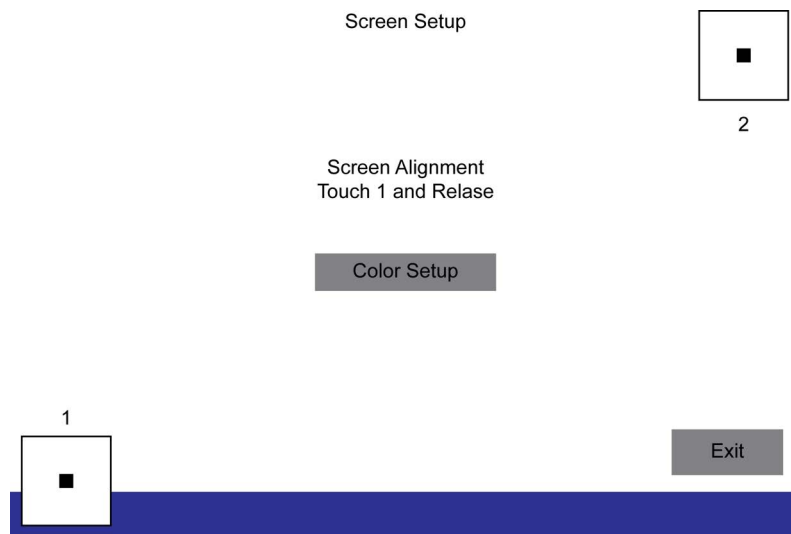 Screen Setup
2
Screen Alignment
Touch 1 and Relase
Color Setup
1
Exit